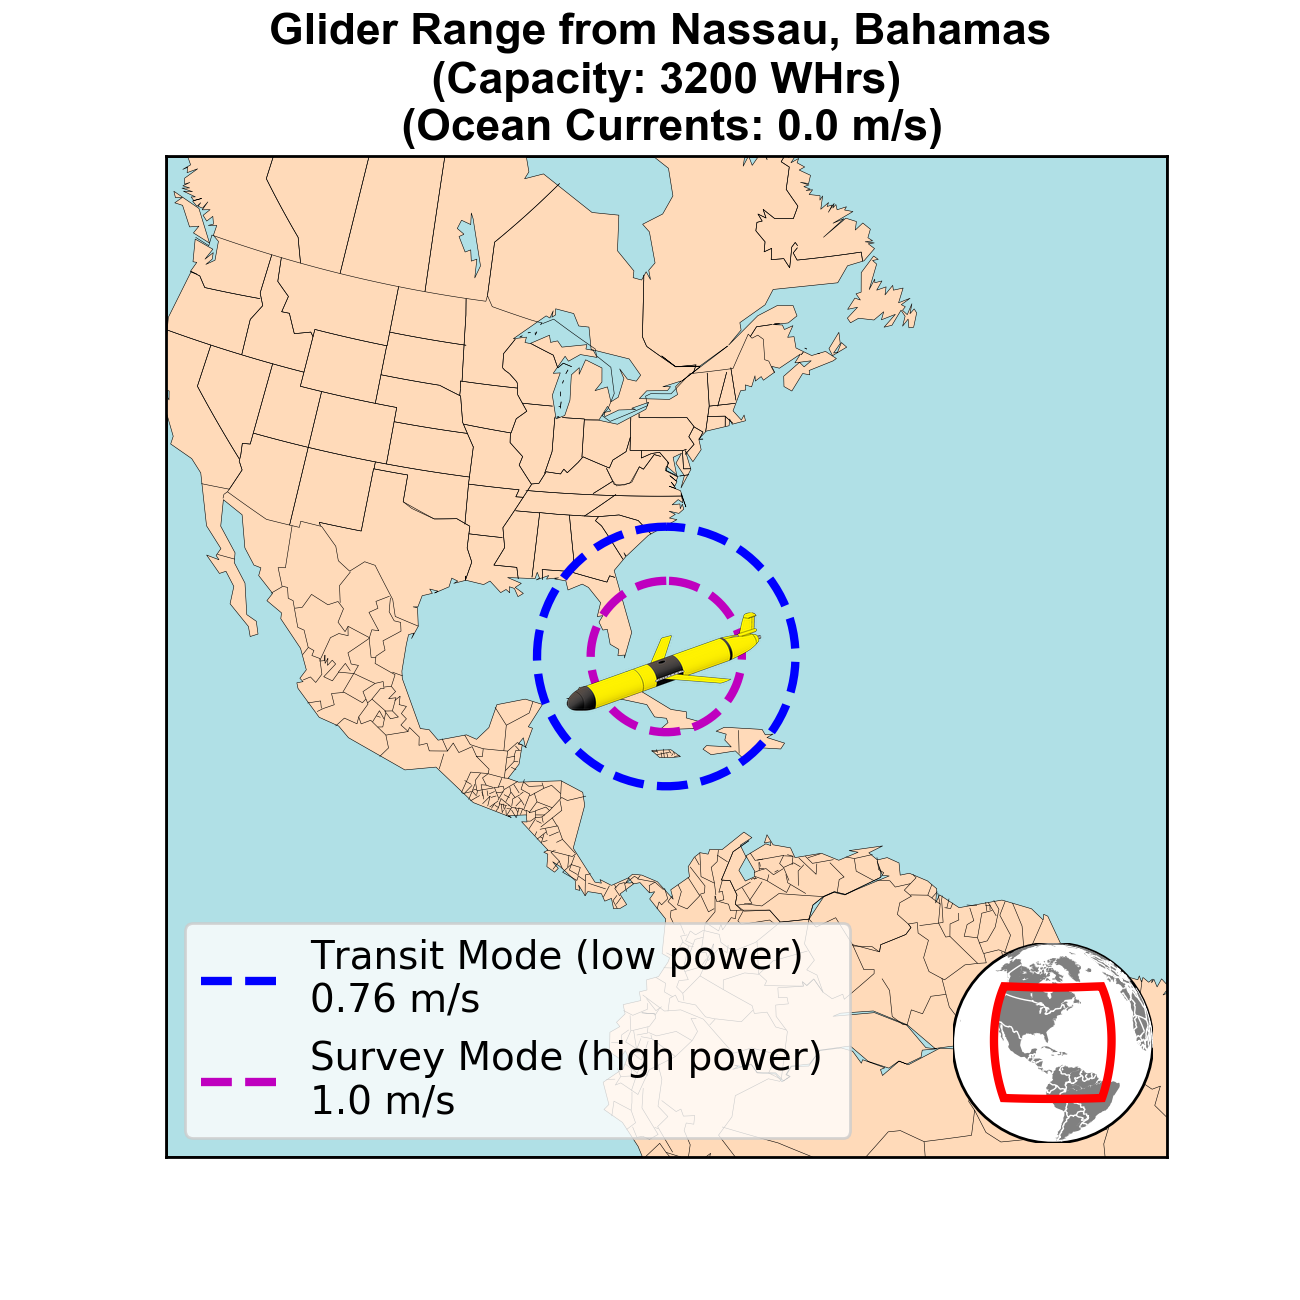 Glider Range from Nassau, Bahamas
(Capacity: 3200 WHrs)
(Ocean Currents: 0.0 m/s)
Transit Mode (low power)
0.76 m/s
Survey Mode (high power)
1.0 m/s